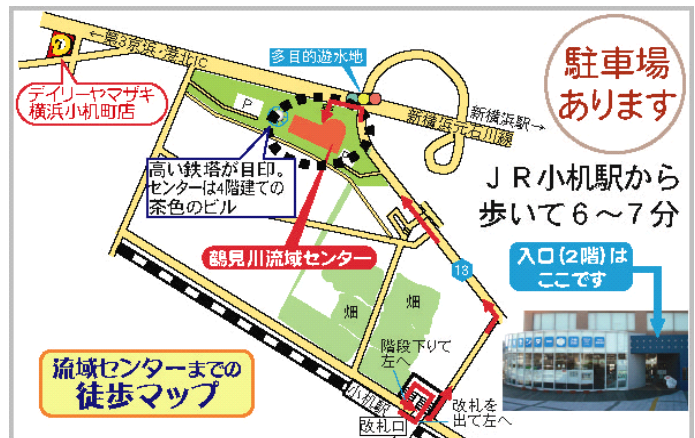 ←第3京浜・港北IC
多目的遊水地
駐車場
あります
デイリーヤマザキ
横浜小机町店
P
新横浜元石川線
新横浜駅→
高い鉄塔が目印。
センターは4階建ての
茶色のビル
P
JR小机駅から
歩いて6～7分
鶴見川流域センター
13
入口(2階)は
ここです
畑
畑
階段下りて
左へ
流域センターまでの
徒歩マップ
小机駅
改札を
出て左へ
改札口